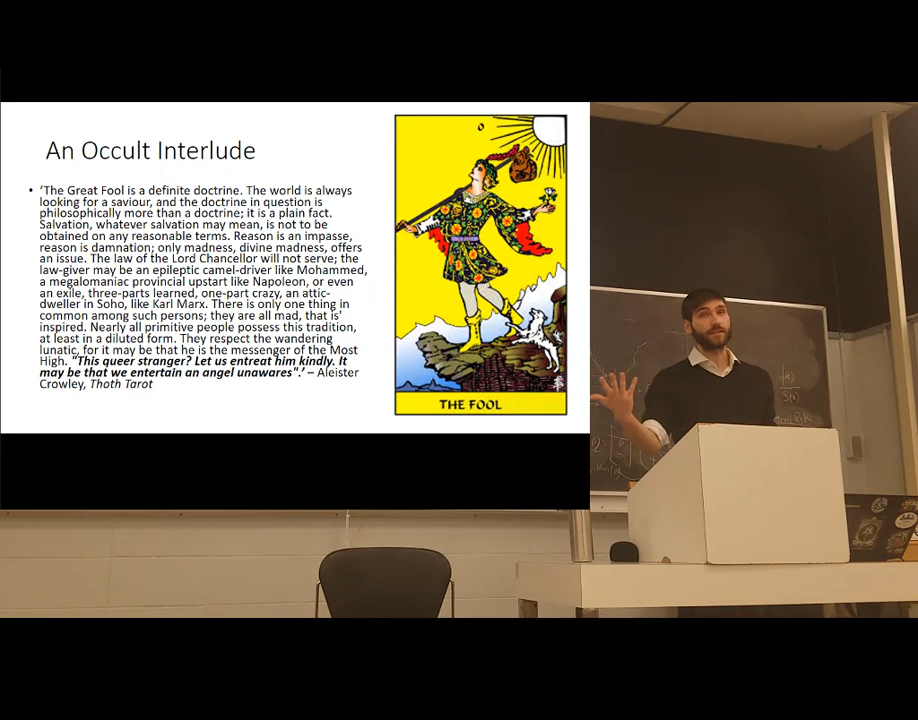 An Occult Interlude
• ‘The Great Fool is a definite doctrine. The world is always
looking for a saviour, and the doctrine in question is
philosophically more than a doctrine; it is a plain fact.
Salvation, whatever salvation may mean, is not to be
obtained on any reasonable terms. Reason is an impasse,
reason is damnation; only madness, divine madness, offers
an issue. The law of the Lord Chancellor will not serve; the
law-giver may be an epileptic camel-driver like Mohammed,
a megalomaniac provincial upstart like Napoleon, or even
an exile, three-parts learned, one-part crazy, an attic-
dweller in Soho, like Karl Marx. There is only one thing in
common among such persons; they are all mad, that is'
inspired. Nearly all primitive people possess this tradition,
at least in a diluted form. They respect the wandering
lunatic, for it may be that he is the messenger of the Most
High. "This queer stranger? Let us entreat him kindly. It
may be that we entertain an angel unawares".’ – Aleister
Crowley, Thoth Tarot
0
THE FOOL